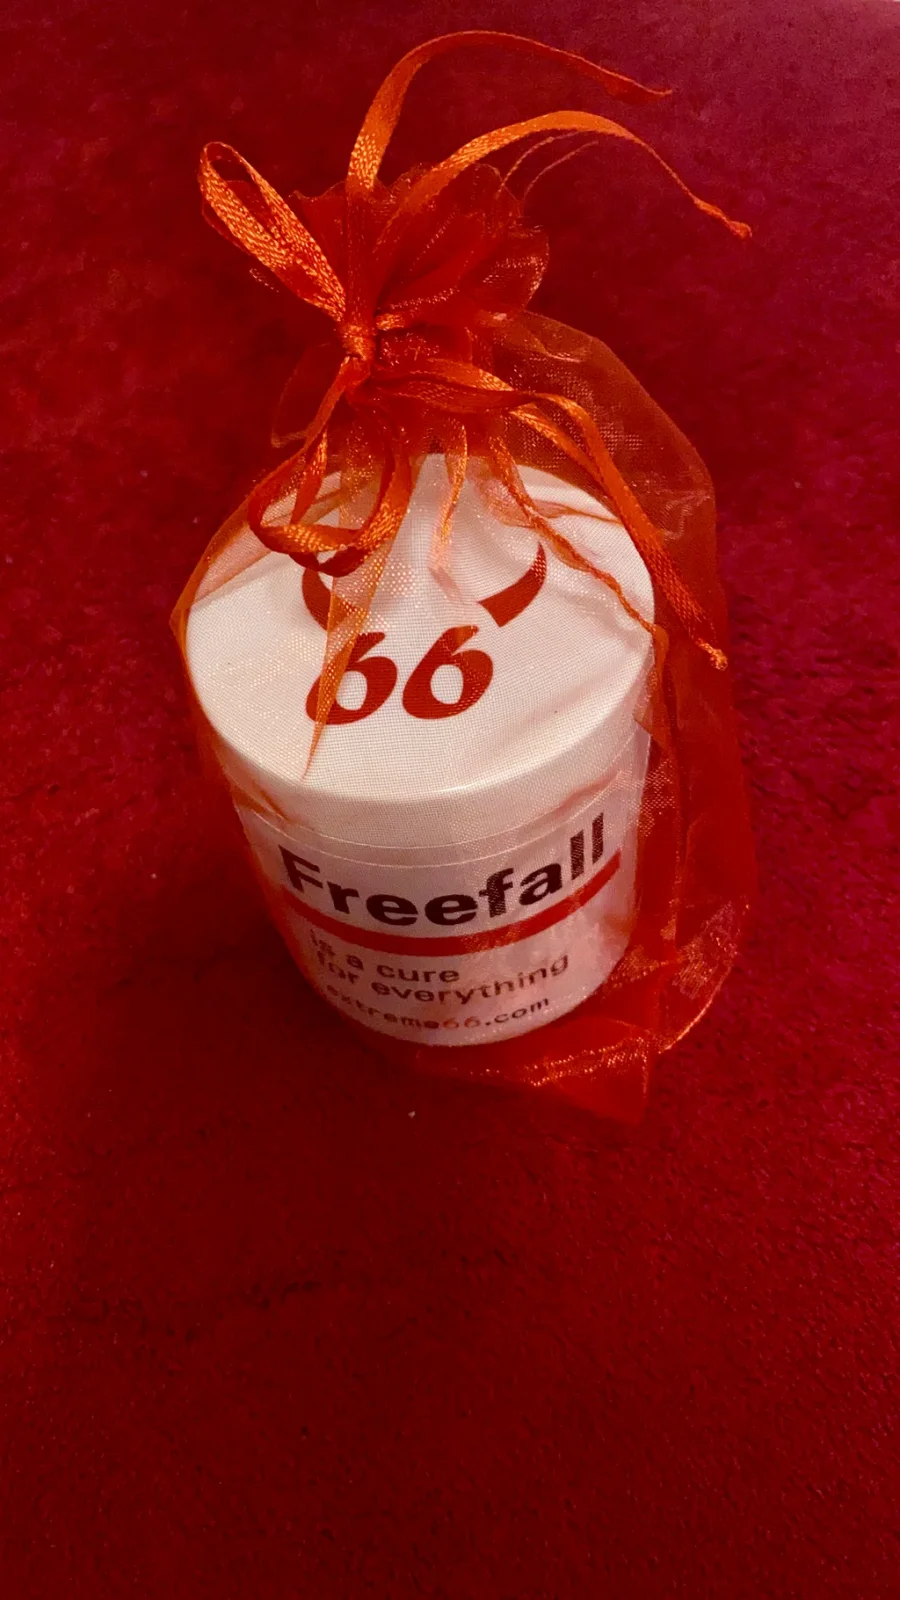 66
Freefall
is a cure
for everything
extreme66.com